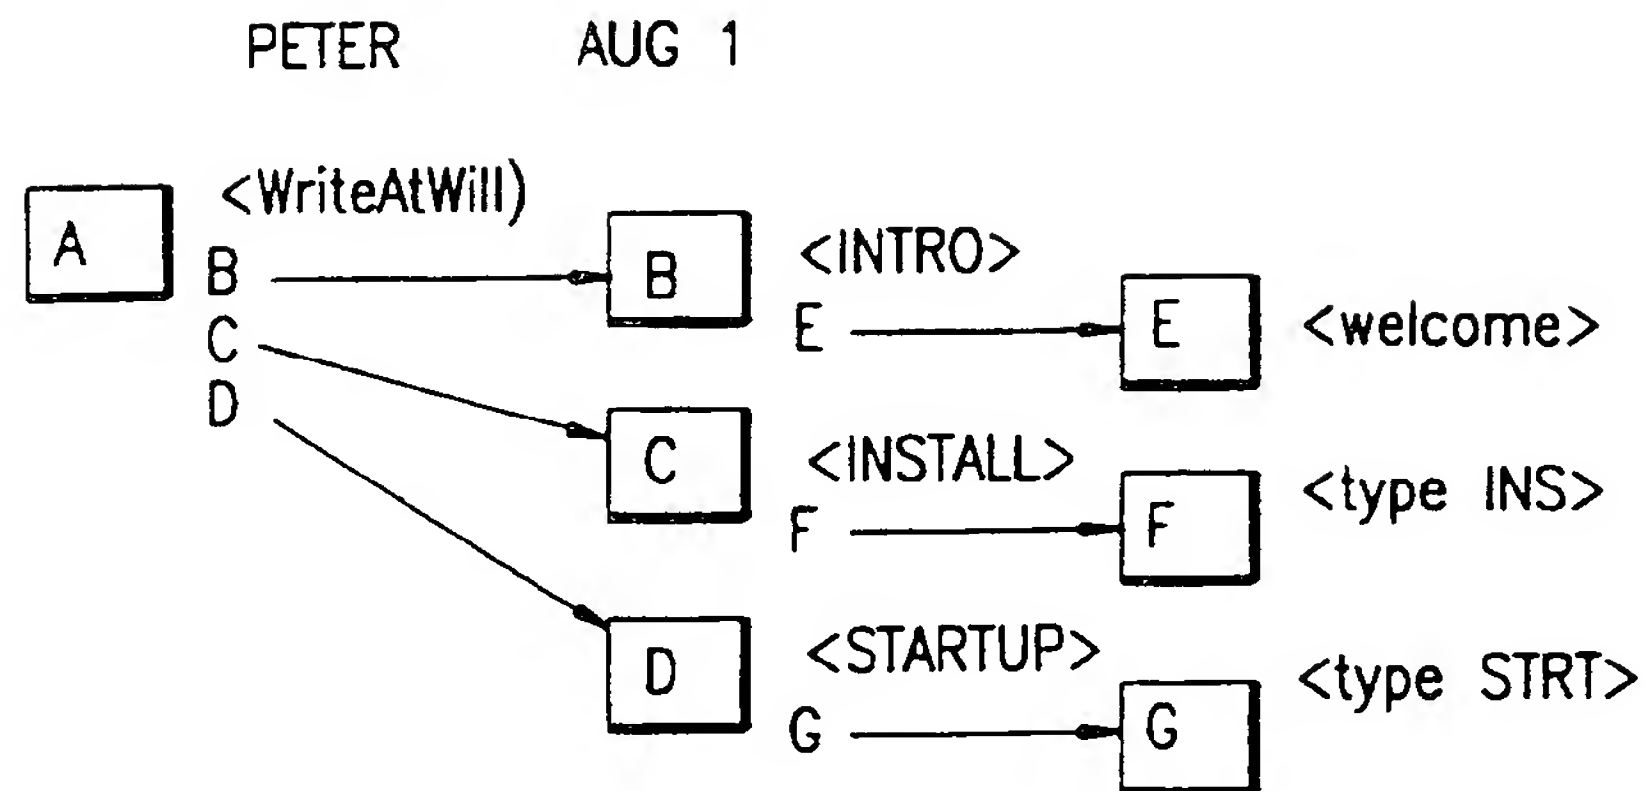 PETER AUG 1
<WriteAtWill)
A
B
C
D
B
<INTRO>
E
E
<welcome>
C
<INSTALL>
F
F
<type INS>
D
<STARTUP>
G
G
<type STRT>